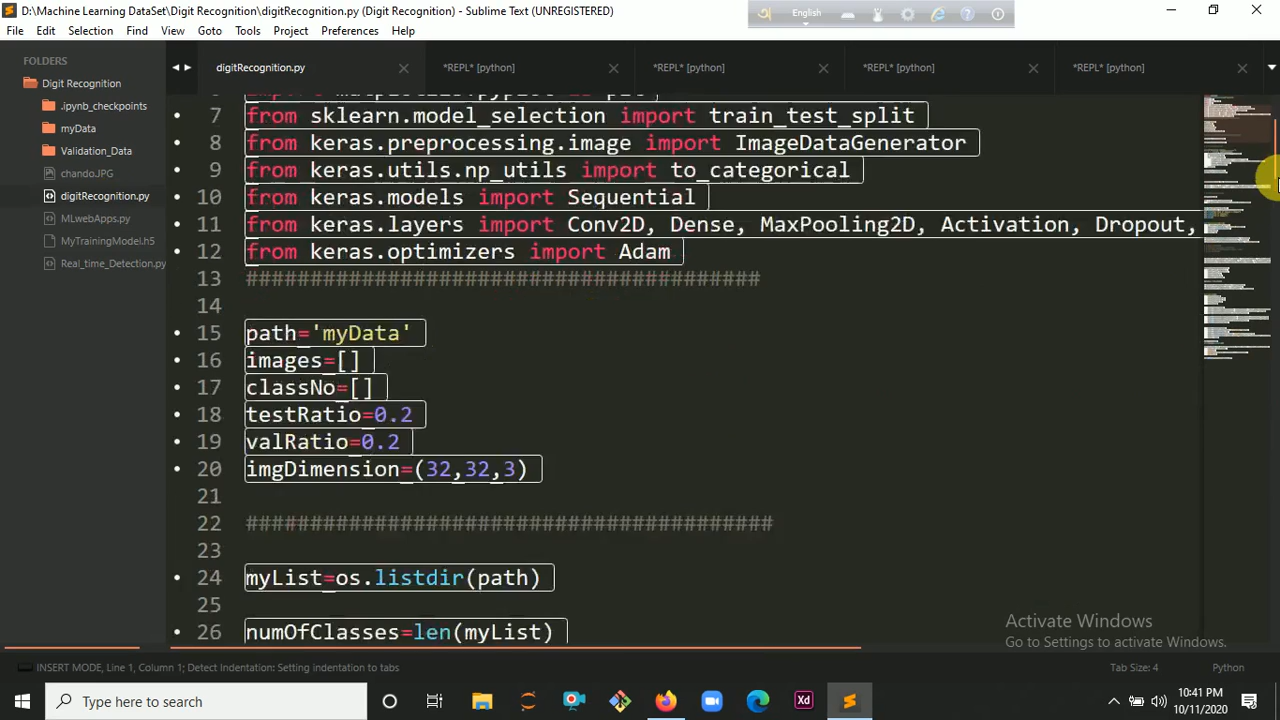 D:\Machine Learning DataSet\Digit Recognition\digitRecognition.py (Digit Recognition) - Sublime Text (UNREGISTERED)
English
File Edit Selection Find View Goto Tools Project Preferences Help
FOLDERS
Digit Recognition
.ipynb_checkpoints
myData
Validation_Data
chandoJPG
digitRecognition.py
MLwebApps.py
MyTrainingModel.h5
Real_time_Detection.py
digitRecognition.py
*REPL* [python]
*REPL* [python]
*REPL* [python]
*REPL* [python]
7 from sklearn.model_selection import train_test_split
8 from keras.preprocessing.image import ImageDataGenerator
9 from keras.utils.np_utils import to_categorical
10 from keras.models import Sequential
11 from keras.layers import Conv2D, Dense, MaxPooling2D, Activation, Dropout,
12 from keras.optimizers import Adam
13 ########################################
14
15 path='myData'
16 images=[]
17 classNo=[]
18 testRatio=0.2
19 valRatio=0.2
20 imgDimension=(32,32,3)
21
22 #########################################
23
24 myList=os.listdir(path)
25
26 numOfClasses=len(myList)
Activate Windows
Go to Settings to activate Windows.
INSERT MODE, Line 1, Column 1; Detect Indentation: Setting indentation to tabs
Tab Size: 4
Python
Type here to search
Xd
10:41 PM
10/11/2020